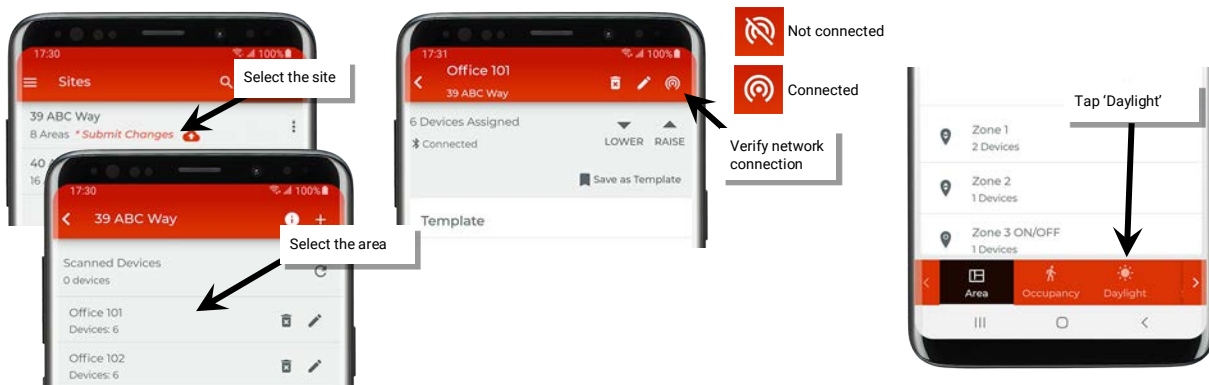 17:30
100%
Sites
Select the site
39 ABC Way
8 Areas * Submit Changes
40
16
17:30
100%
39 ABC Way
Select the area
Scanned Devices
0 devices
Office 101
Devices: 6
Office 102
Devices: 6
17:31
100%
Office 101
39 ABC Way
6 Devices Assigned
Connected
LOWER RAISE
Save as Template
Template
Not connected
Connected
Verify network
connection
Tap ‘Daylight’
Zone 1
2 Devices
Zone 2
1 Devices
Zone 3 ON/OFF
1 Devices
Area Occupancy Daylight